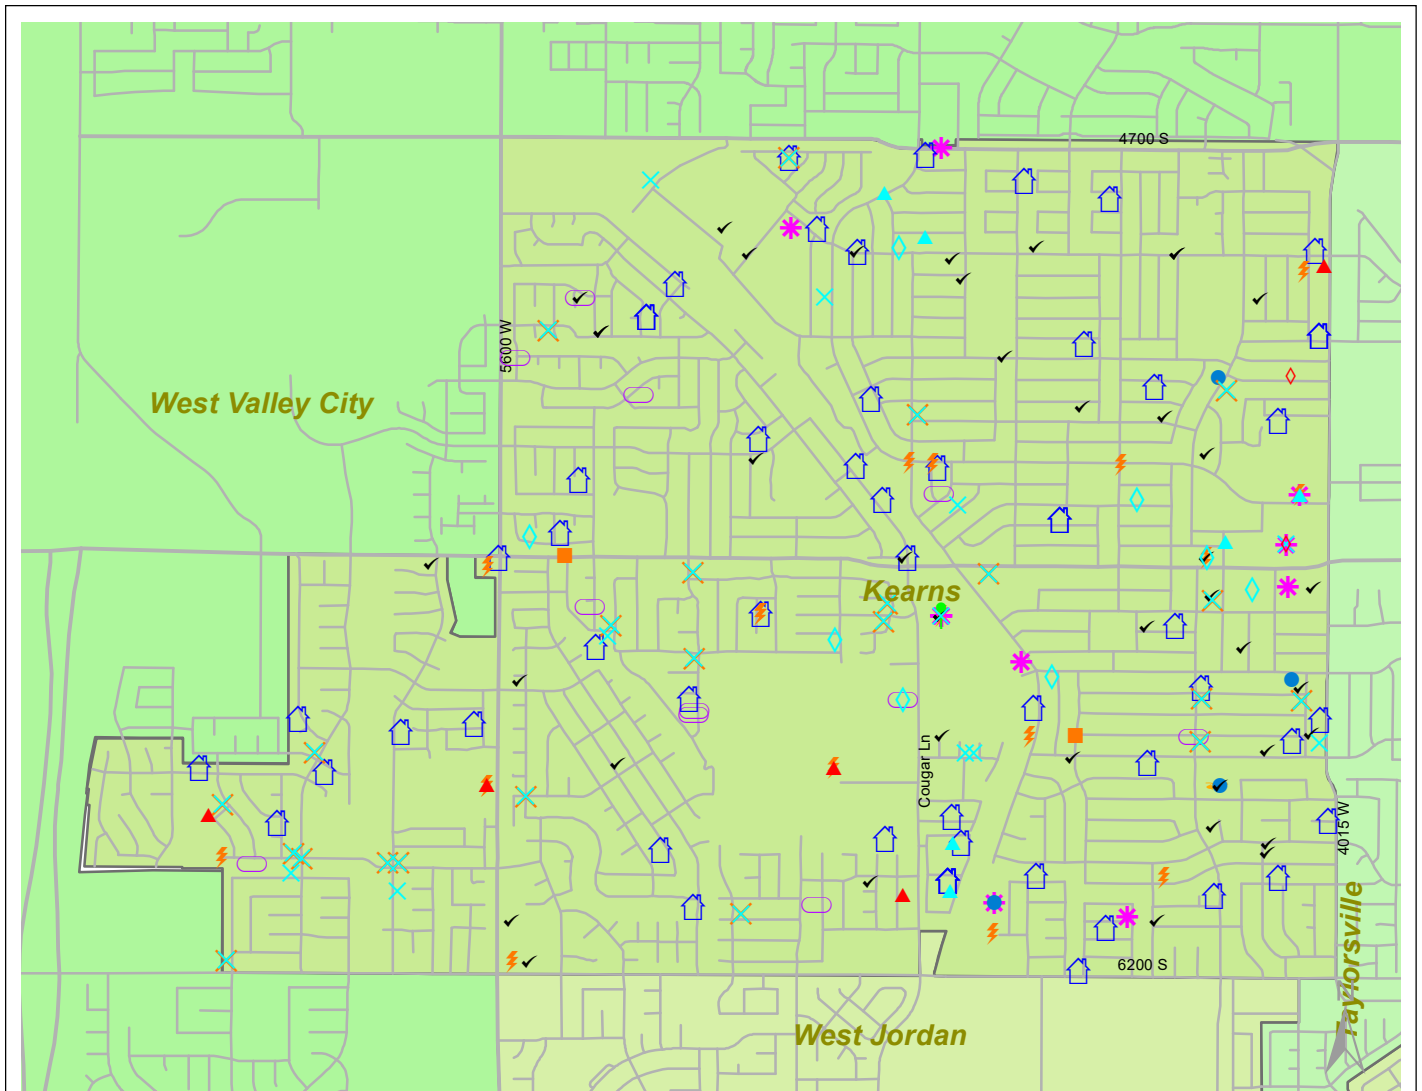 4700 S
5600 W
West Valley City
Kearns
Cougar Ln
4015 W
Taylorsville
6200 S
West Jordan